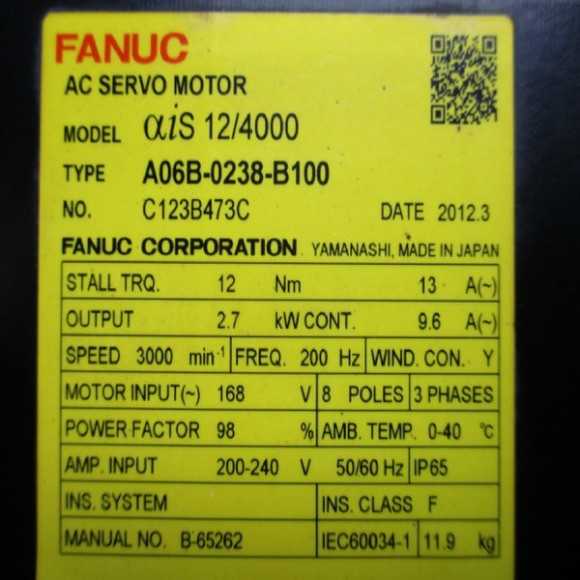 FANUC
AC SERVO MOTOR
MODEL αiS 12/4000
TYPE A06B-0238-B100
NO. C123B473C DATE 2012.3
FANUC CORPORATION YAMANASHI, MADE IN JAPAN
STALL TRQ. 12 Nm 13 A(~)
OUTPUT 2.7 kW CONT. 9.6 A(~)
SPEED 3000 min⁻¹ FREQ. 200 Hz WIND. CON. Y
MOTOR INPUT(~) 168 V 8 POLES 3 PHASES
POWER FACTOR 98 % AMB. TEMP. 0-40 ℃
AMP. INPUT 200-240 V 50/60 Hz IP65
INS. SYSTEM INS. CLASS F
MANUAL NO. B-65262 IEC60034-1 11.9 kg